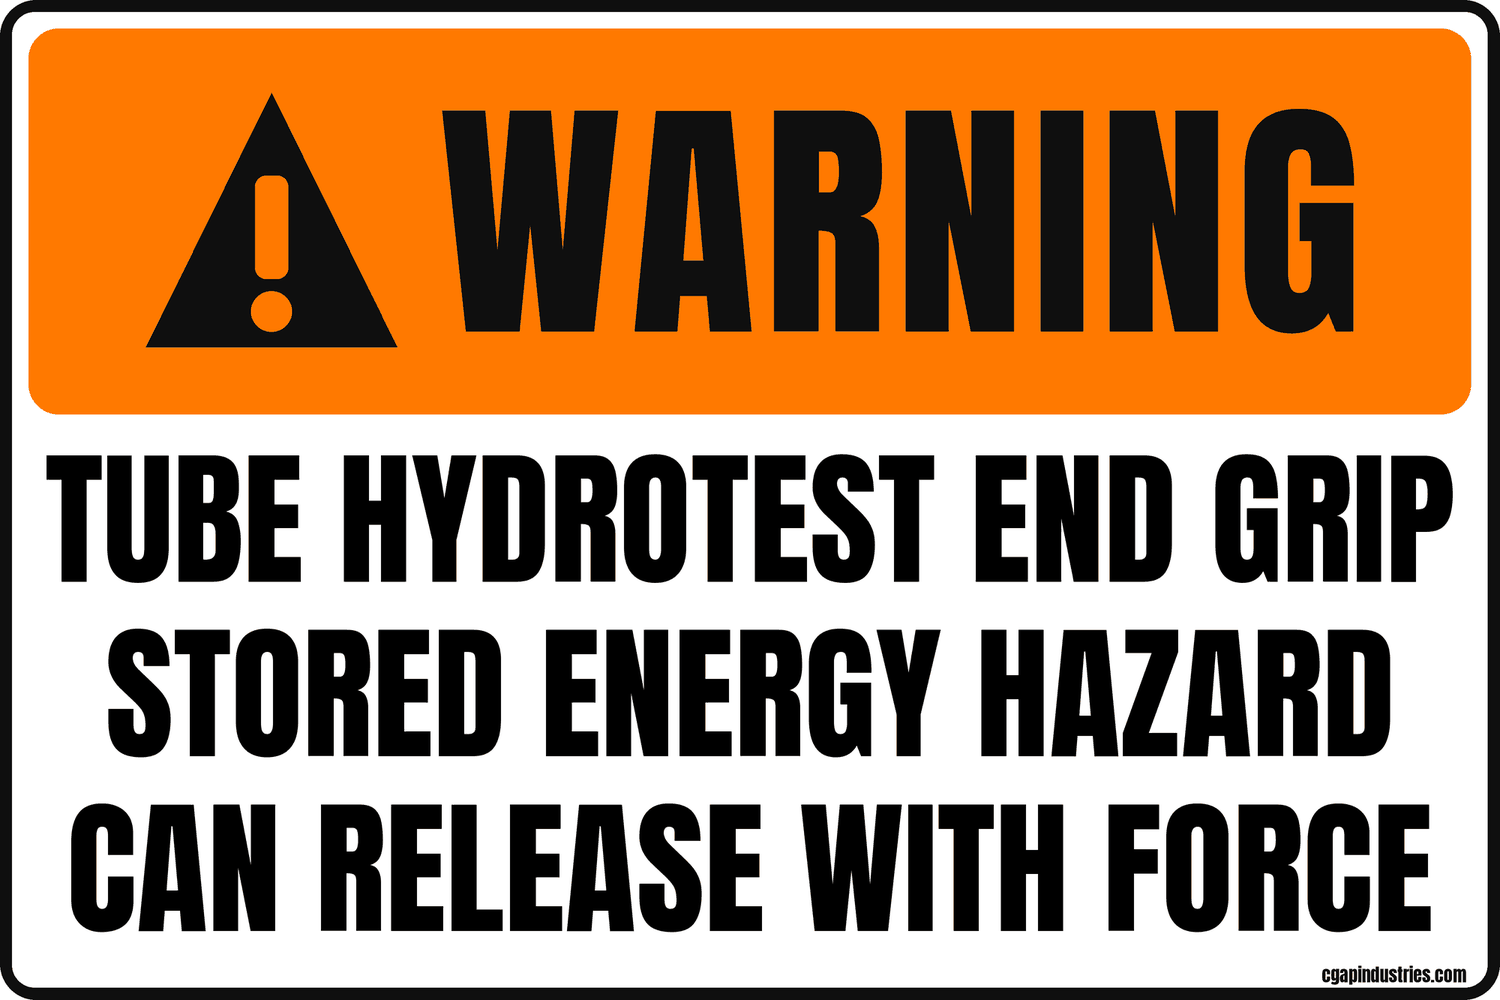 WARNING
TUBE HYDROTEST END GRIP
STORED ENERGY HAZARD
CAN RELEASE WITH FORCE
cgapindustries.com